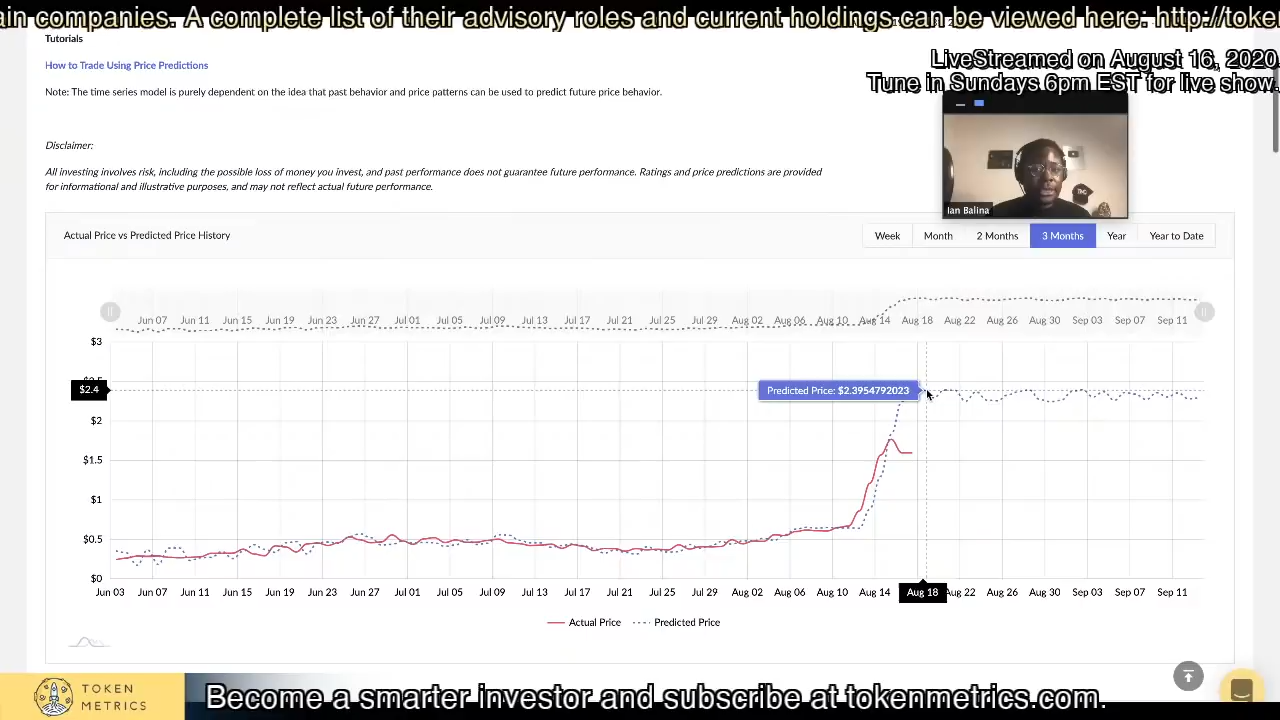 ain companies. A complete list of their advisory roles and current holdings can be viewed here: http://toke
Tutorials
LiveStreamed on August 16, 2020.
How to Trade Using Price Predictions
Tune in Sundays 6pm EST for live show.
Note: The time series model is purely dependent on the idea that past behavior and price patterns can be used to predict future price behavior.
Disclaimer:
All investing involves risk, including the possible loss of money you invest, and past performance does not guarantee future performance. Ratings and price predictions are provided
for informational and illustrative purposes, and may not reflect actual future performance.
Ian Balina
Actual Price vs Predicted Price History
Week Month 2 Months 3 Months Year Year to Date
Jun 07 Jun 11 Jun 15 Jun 19 Jun 23 Jun 27 Jul 01 Jul 05 Jul 09 Jul 13 Jul 17 Jul 21 Jul 25 Jul 29 Aug 02 Aug 06 Aug 10 Aug 14 Aug 18 Aug 22 Aug 26 Aug 30 Sep 03 Sep 07 Sep 11
$3
$2.4
Predicted Price: $2.3954792023
$2
$1.5
$1
$0.5
$0
Jun 03 Jun 07 Jun 11 Jun 15 Jun 19 Jun 23 Jun 27 Jul 01 Jul 05 Jul 09 Jul 13 Jul 17 Jul 21 Jul 25 Jul 29 Aug 02 Aug 06 Aug 10 Aug 14 Aug 18 Aug 22 Aug 26 Aug 30 Sep 03 Sep 07 Sep 11
Actual Price Predicted Price
TOKEN
METRICS
Become a smarter investor and subscribe at tokenmetrics.com.